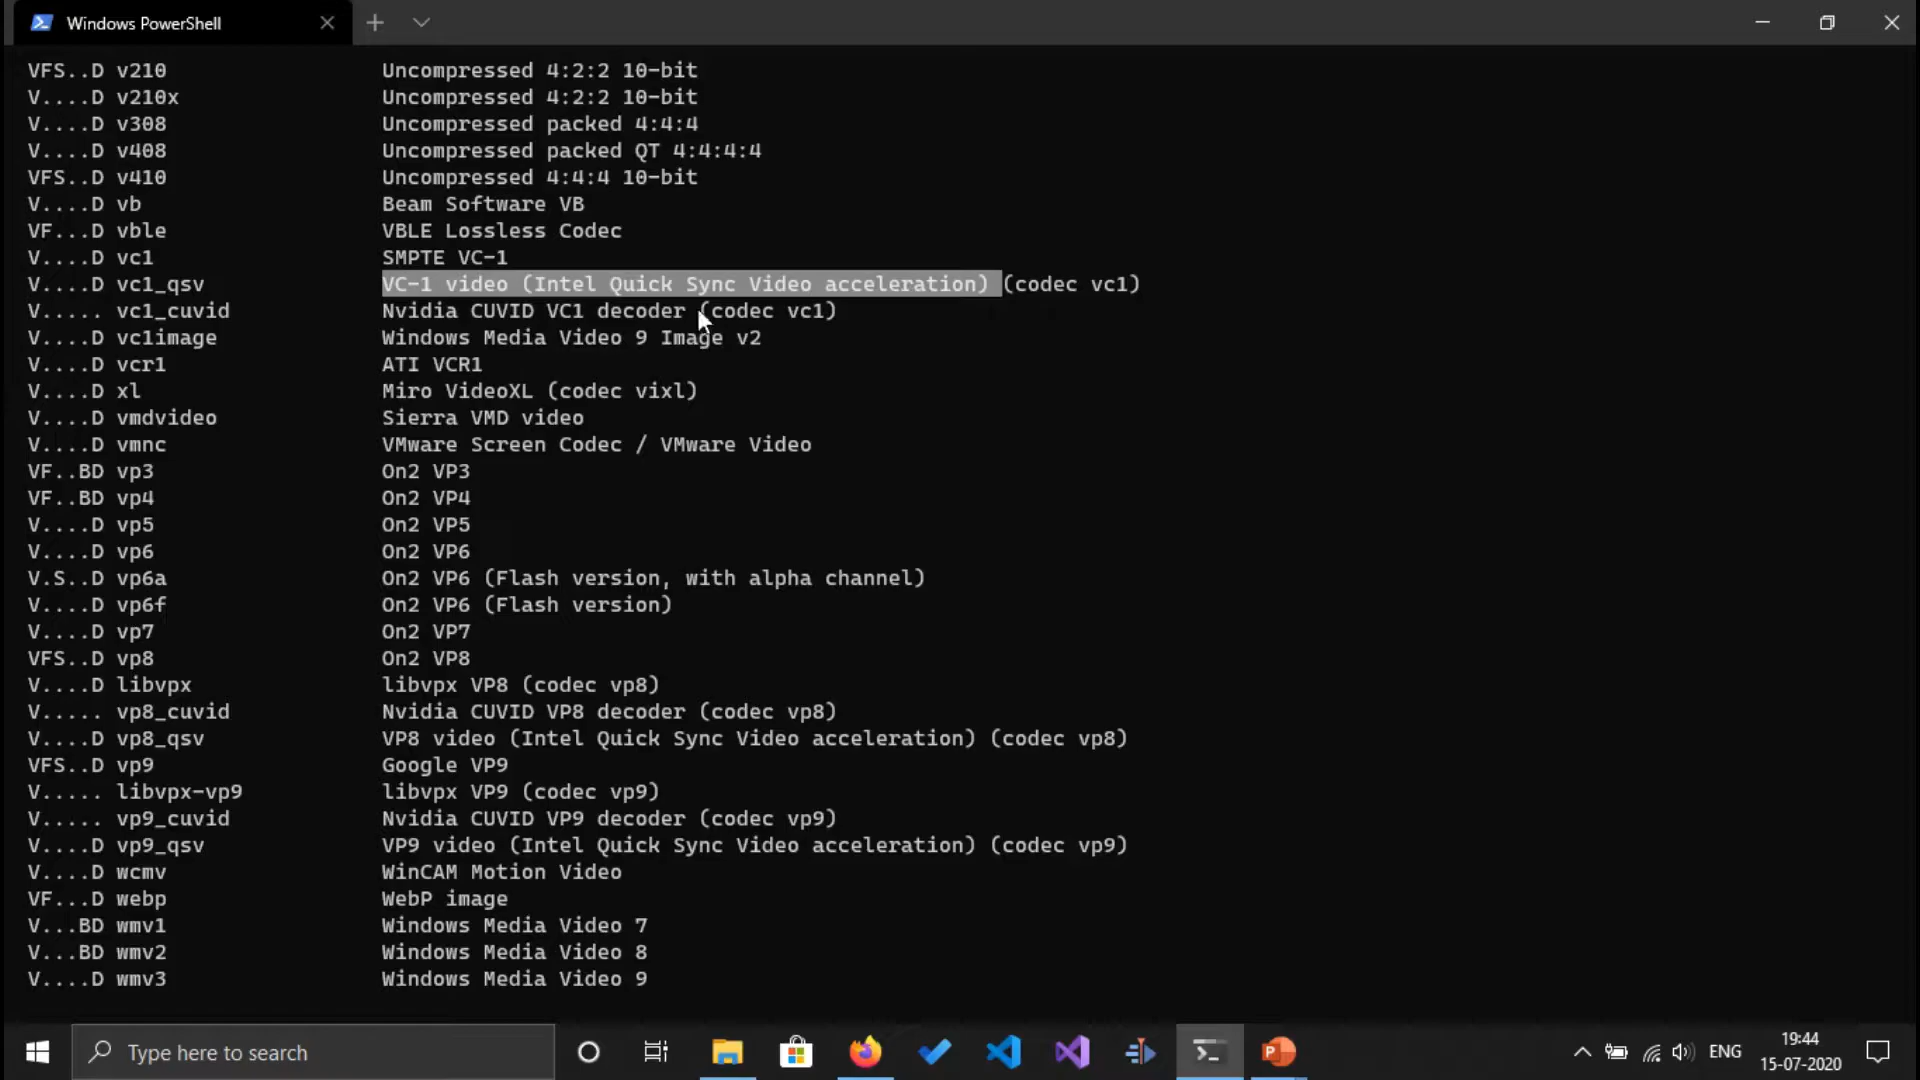 Windows PowerShell
VFS..D v210 Uncompressed 4:2:2 10-bit
V....D v210x Uncompressed 4:2:2 10-bit
V....D v308 Uncompressed packed 4:4:4
V....D v408 Uncompressed packed QT 4:4:4:4
VFS..D v410 Uncompressed 4:4:4 10-bit
V....D vb Beam Software VB
VF...D vble VBLE Lossless Codec
V....D vc1 SMPTE VC-1
V....D vc1_qsv VC-1 video (Intel Quick Sync Video acceleration) (codec vc1)
V..... vc1_cuvid Nvidia CUVID VC1 decoder (codec vc1)
V....D vc1image Windows Media Video 9 Image v2
V....D vcr1 ATI VCR1
V....D xl Miro VideoXL (codec vixl)
V....D vmdvideo Sierra VMD video
V....D vmnc VMware Screen Codec / VMware Video
VF..BD vp3 On2 VP3
VF..BD vp4 On2 VP4
V....D vp5 On2 VP5
V....D vp6 On2 VP6
V.S..D vp6a On2 VP6 (Flash version, with alpha channel)
V....D vp6f On2 VP6 (Flash version)
V....D vp7 On2 VP7
VFS..D vp8 On2 VP8
V....D libvpx libvpx VP8 (codec vp8)
V..... vp8_cuvid Nvidia CUVID VP8 decoder (codec vp8)
V....D vp8_qsv VP8 video (Intel Quick Sync Video acceleration) (codec vp8)
VFS..D vp9 Google VP9
V..... libvpx-vp9 libvpx VP9 (codec vp9)
V..... vp9_cuvid Nvidia CUVID VP9 decoder (codec vp9)
V....D vp9_qsv VP9 video (Intel Quick Sync Video acceleration) (codec vp9)
V....D wcmv WinCAM Motion Video
VF...D webp WebP image
V...BD wmv1 Windows Media Video 7
V...BD wmv2 Windows Media Video 8
V....D wmv3 Windows Media Video 9
Type here to search
ENG
19:44
15-07-2020